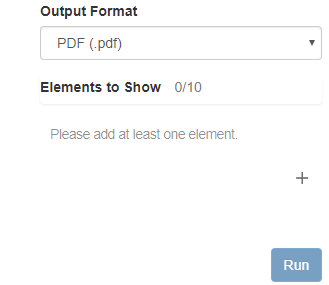 Output Format
PDF (.pdf)
Elements to Show 0/10
Please add at least one element.
+
Run